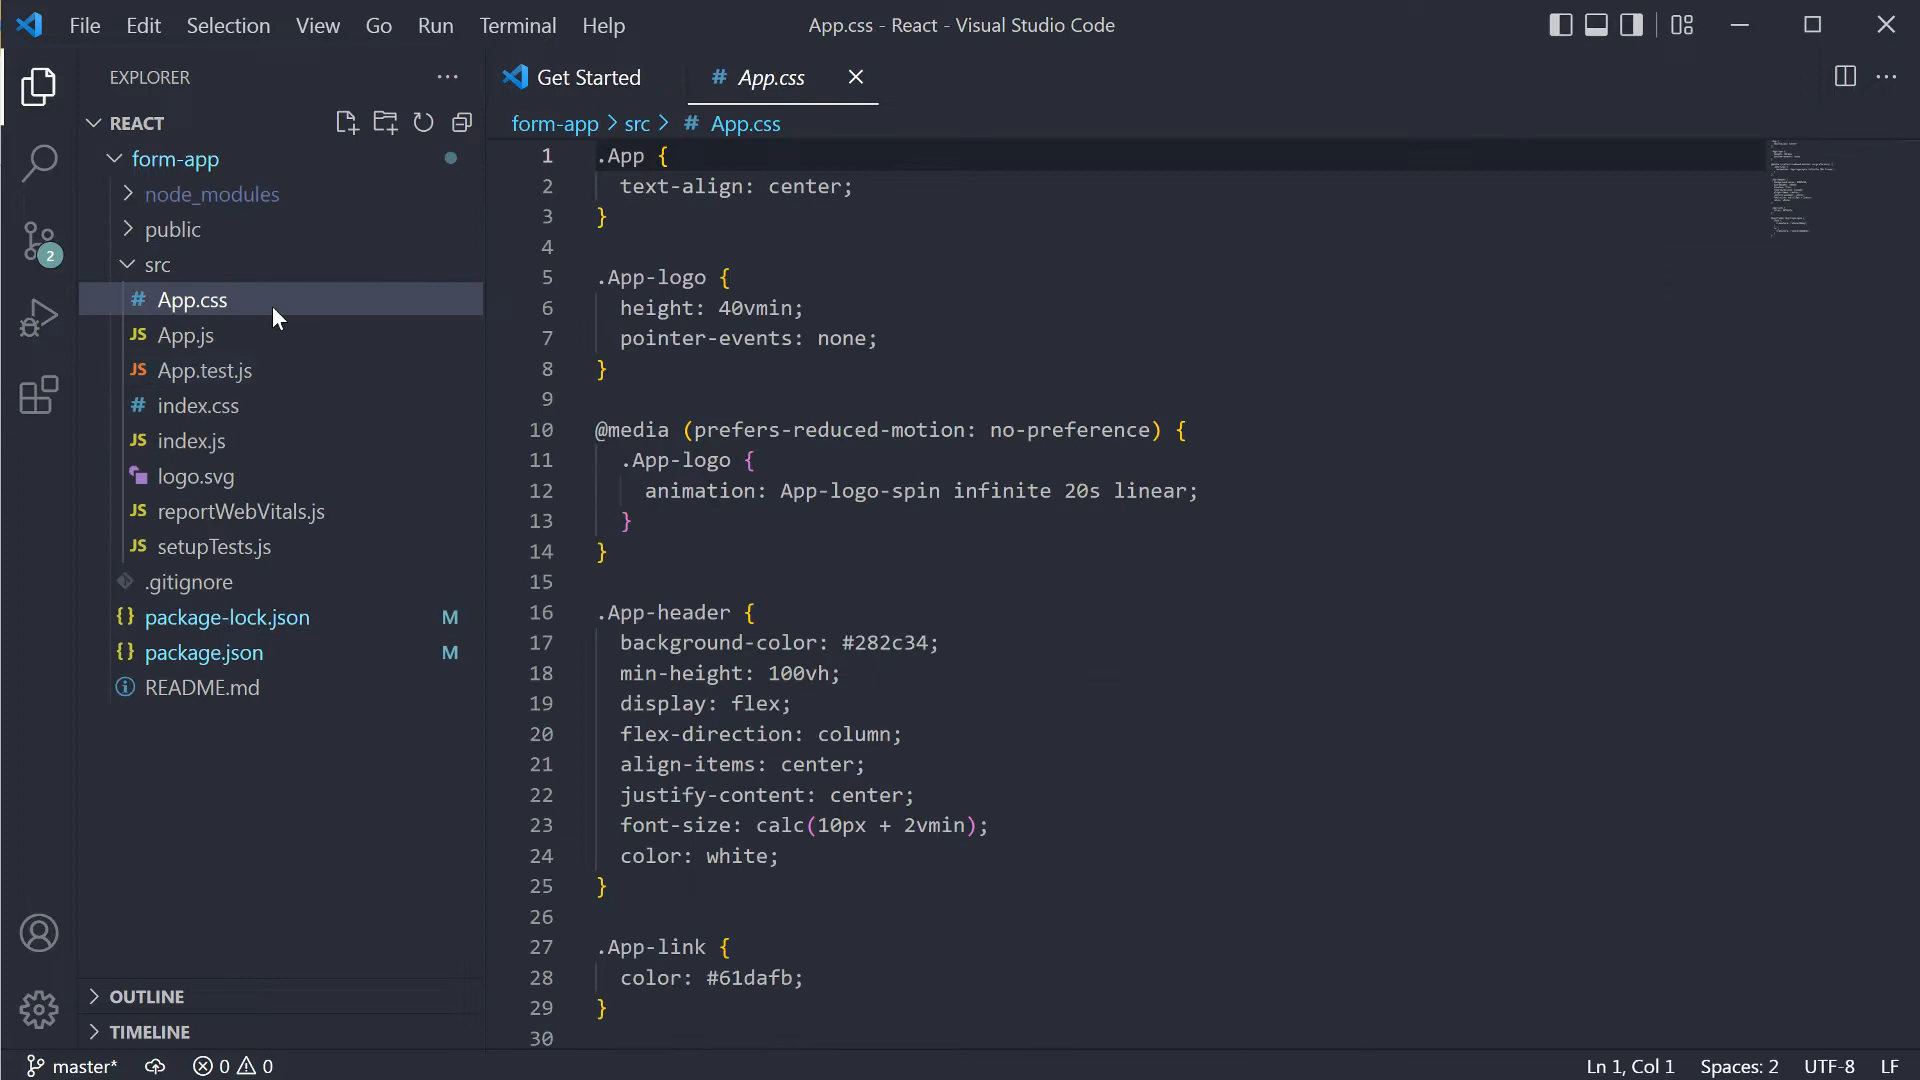 File Edit Selection View Go Run Terminal Help
App.css - React - Visual Studio Code
EXPLORER
REACT
form-app
node_modules
public
src
# App.css
JS App.js
JS App.test.js
# index.css
JS index.js
logo.svg
JS reportWebVitals.js
JS setupTests.js
.gitignore
{} package-lock.json M
{} package.json M
README.md
OUTLINE
TIMELINE
2
Get Started
# App.css
form-app > src > # App.css
1 .App {
2 text-align: center;
3 }
4
5 .App-logo {
6 height: 40vmin;
7 pointer-events: none;
8 }
9
10 @media (prefers-reduced-motion: no-preference) {
11 .App-logo {
12 animation: App-logo-spin infinite 20s linear;
13 }
14 }
15
16 .App-header {
17 background-color: #282c34;
18 min-height: 100vh;
19 display: flex;
20 flex-direction: column;
21 align-items: center;
22 justify-content: center;
23 font-size: calc(10px + 2vmin);
24 color: white;
25 }
26
27 .App-link {
28 color: #61dafb;
29 }
30
master* 0 0
Ln 1, Col 1 Spaces: 2 UTF-8 LF